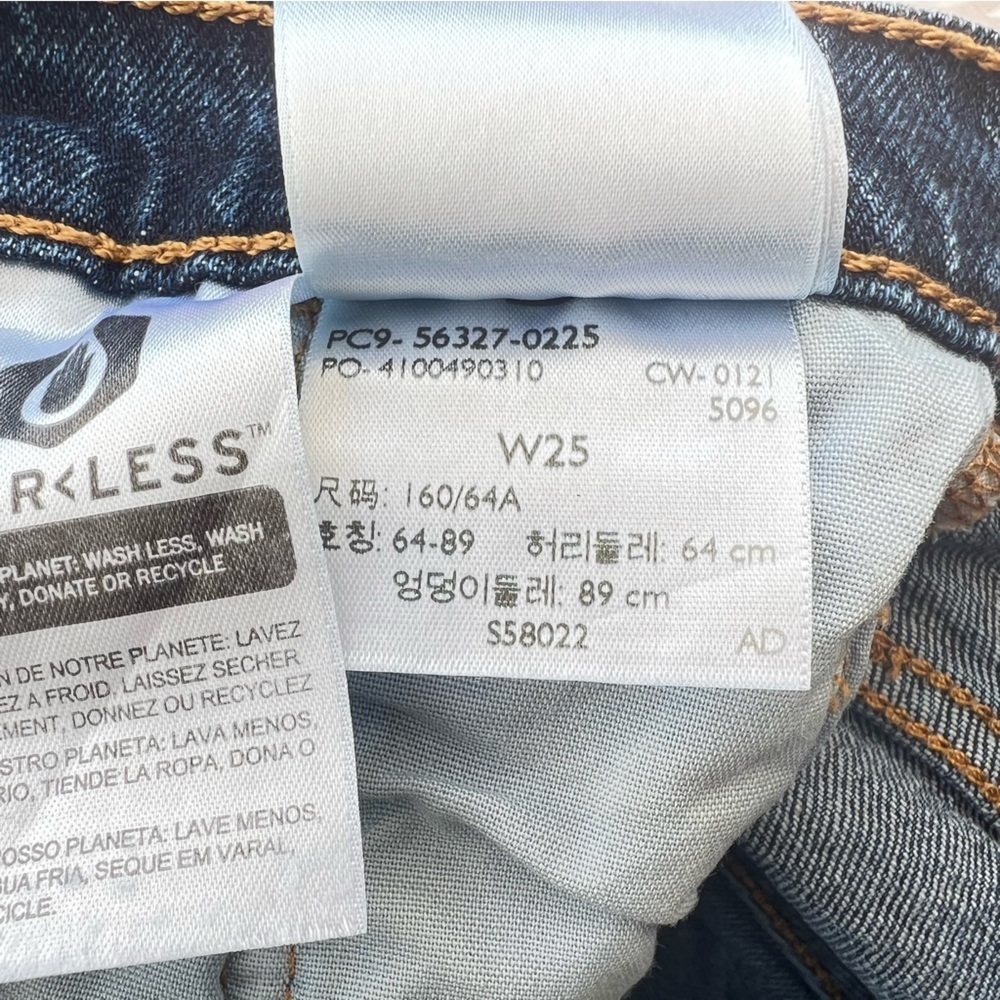 R<LESS™
PLANET: WASH LESS, WASH
Y, DONATE OR RECYCLE
N DE NOTRE PLANETE: LAVEZ
EZ A FROID, LAISSEZ SECHER
MENT, DONNEZ OU RECYCLEZ
STRO PLANETA: LAVA MENOS,
RIO, TIENDE LA ROPA, DONA O
OSSO PLANETA: LAVE MENOS,
UA FRIA, SEQUE EM VARAL,
CICLE.
PC9- 56327-0225
PO- 4100490310 CW- 0121
5096
W25
尺码: 160/64A
호칭: 64-89 허리둘레: 64 cm
엉덩이둘레: 89 cm
S58022 AD